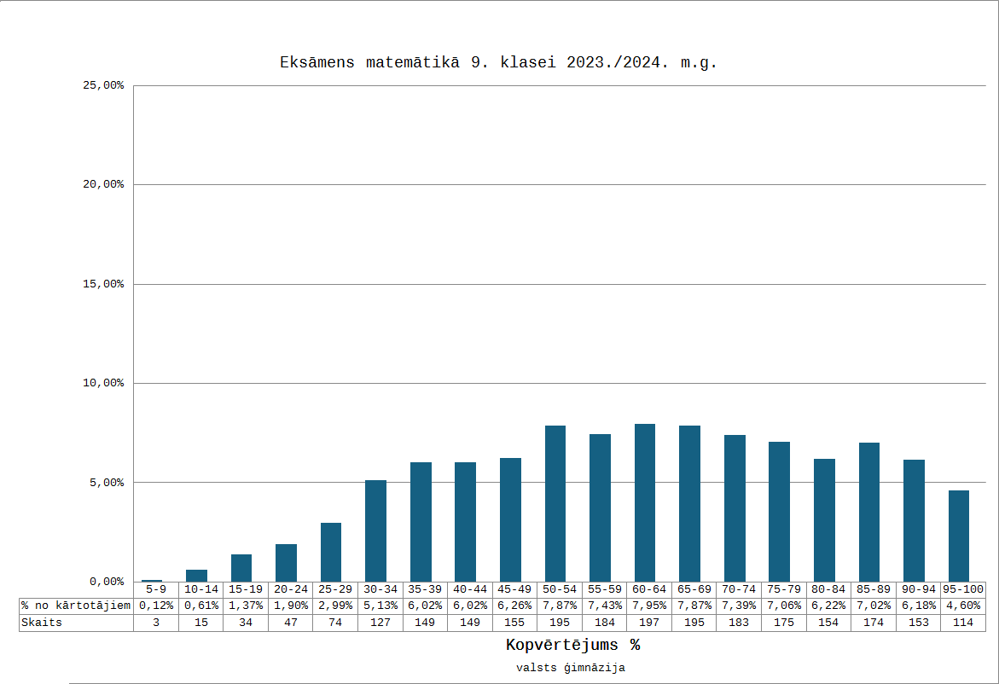 Eksāmens matemātikā 9. klasei 2023./2024. m.g.
25,00%
20,00%
15,00%
10,00%
5,00%
0,00%
5-9 10-14 15-19 20-24 25-29 30-34 35-39 40-44 45-49 50-54 55-59 60-64 65-69 70-74 75-79 80-84 85-89 90-94 95-100
% no kārtotājiem 0,12% 0,61% 1,37% 1,90% 2,99% 5,13% 6,02% 6,02% 6,26% 7,87% 7,43% 7,95% 7,87% 7,39% 7,06% 6,22% 7,02% 6,18% 4,60%
Skaits 3 15 34 47 74 127 149 149 155 195 184 197 195 183 175 154 174 153 114
Kopvērtējums %
valsts ģimnāzija